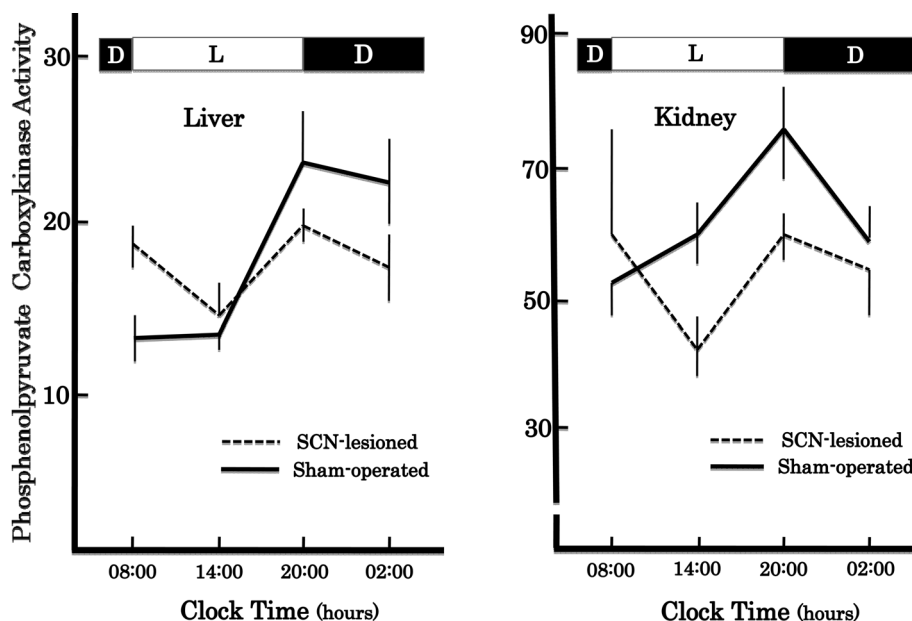 Phosphenolpyruvate Carboxykinase Activity
30
20
10
D L D
Liver
SCN-lesioned
Sham-operated
08:00 14:00 20:00 02:00
Clock Time (hours)
90
70
50
30
D L D
Kidney
SCN-lesioned
Sham-operated
08:00 14:00 20:00 02:00
Clock Time (hours)